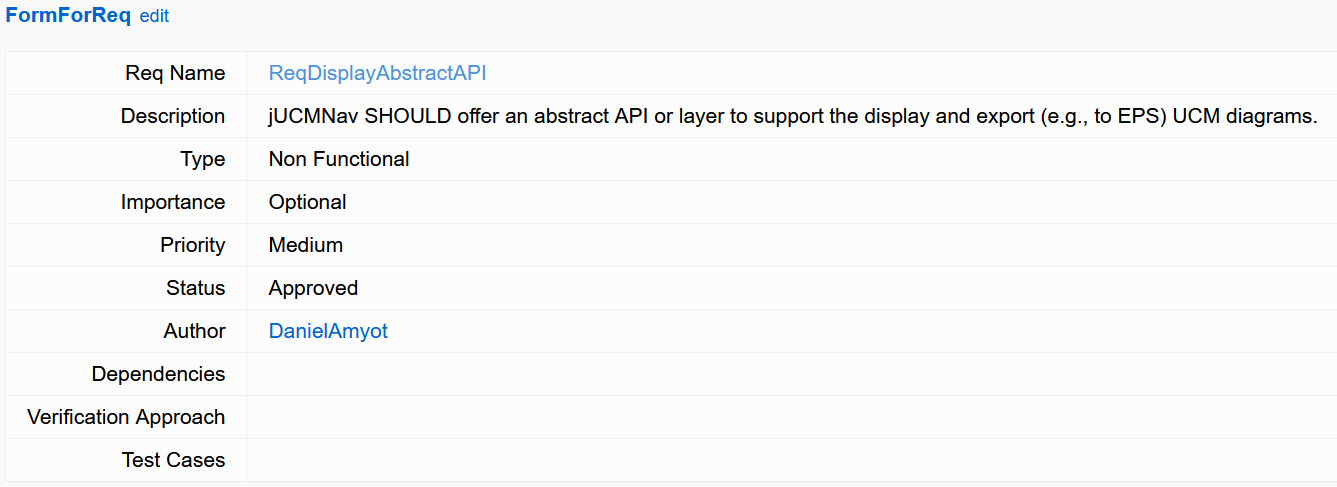 FormForReq edit
Req Name ReqDisplayAbstractAPI
Description jUCMNav SHOULD offer an abstract API or layer to support the display and export (e.g., to EPS) UCM diagrams.
Type Non Functional
Importance Optional
Priority Medium
Status Approved
Author DanielAmyot
Dependencies
Verification Approach
Test Cases